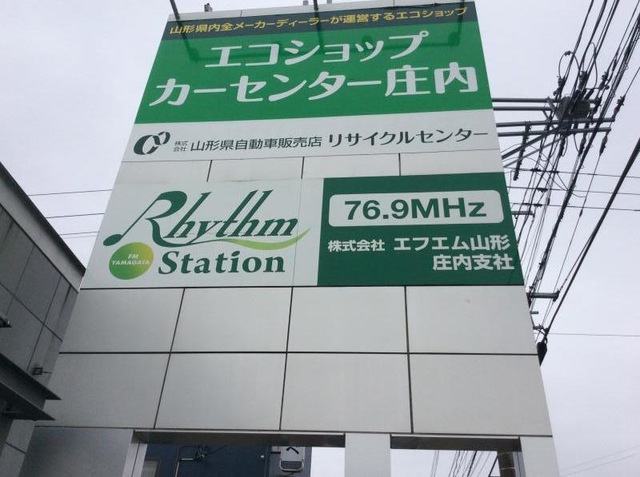 山形県内全メーカーディーラーが運営するエコショップ
エコショップ
カーセンター庄内
株式会社 山形県自動車販売店 リサイクルセンター
Rhythm
Station
FM
YAMAGATA
76.9MHz
株式会社 エフエム山形
庄内支社